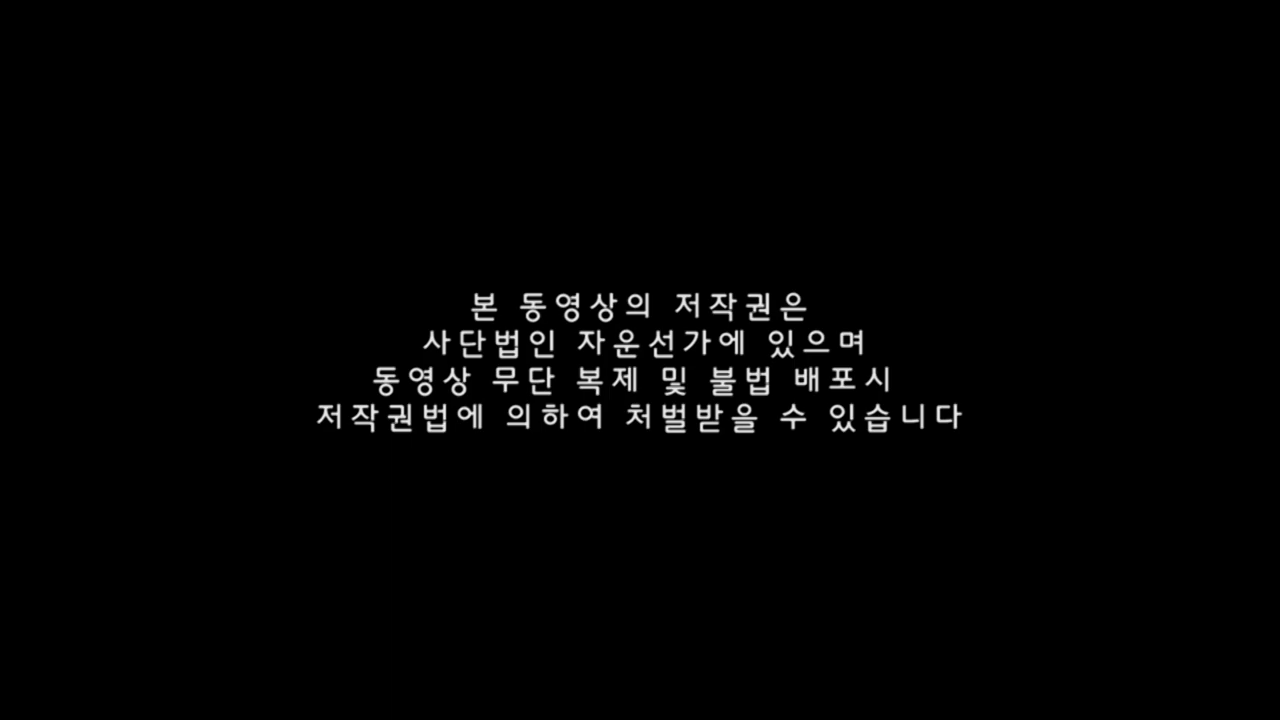 본 동영상의 저작권은
사단법인 자운선가에 있으며
동영상 무단 복제 및 불법 배포시
저작권법에 의하여 처벌받을 수 있습니다